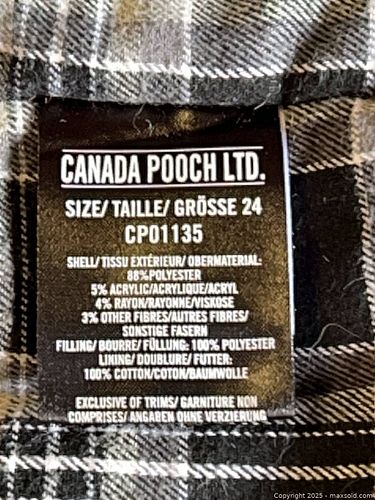 CANADA POOCH LTD.
SIZE/ TAILLE/ GRÖSSE 24
CP01135
SHELL/ TISSU EXTÉRIEUR/ OBERMATERIAL:
88%POLYESTER
5% ACRYLIC/ACRYLIQUE/ACRYL
4% RAYON/RAYONNE/VISKOSE
3% OTHER FIBRES/AUTRES FIBRES/
SONSTIGE FASERN
FILLING/ BOURRE/ FÜLLUNG: 100% POLYESTER
LINING/ DOUBLURE/ FUTTER:
100% COTTON/COTON/BAUMWOLLE
EXCLUSIVE OF TRIMS/ GARNITURE NON
COMPRISES/ ANGABEN OHNE VERZIERUNG
Copyright © 2025 - maxsold.com